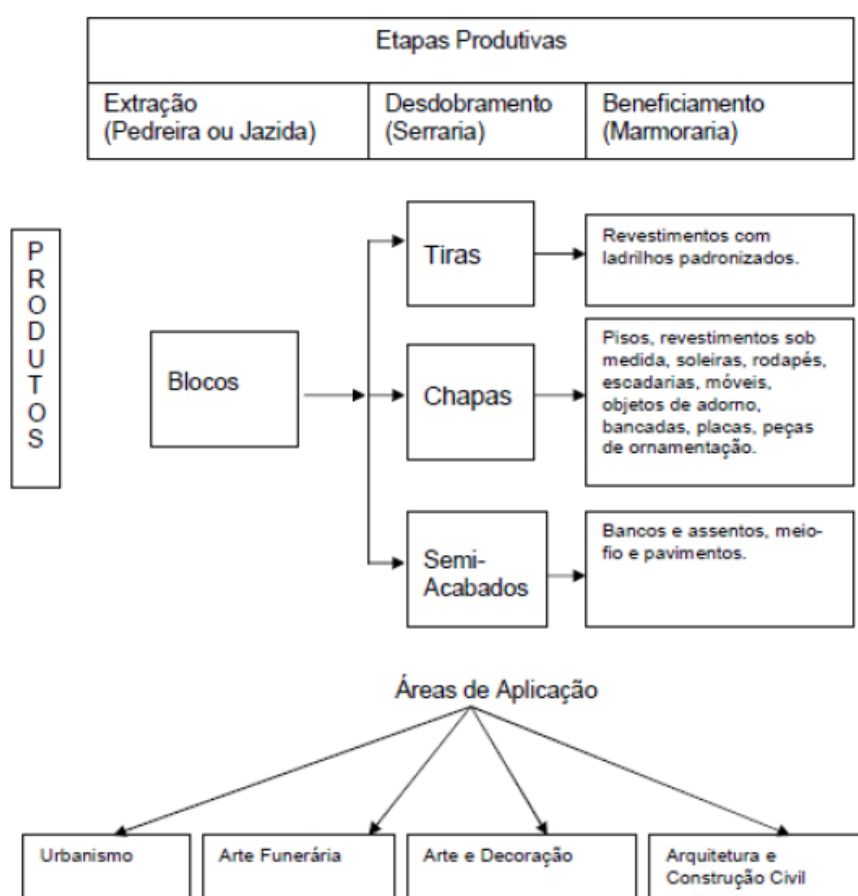 Etapas Produtivas
Extração
(Pedreira ou Jazida)
Desdobramento
(Serraria)
Beneficiamento
(Marmoraria)
PRODUTOS
Blocos
Tiras
Revestimentos com
ladrilhos padronizados.
Chapas
Pisos, revestimentos sob
medida, soleiras, rodapés,
escadarias, móveis,
objetos de adorno,
bancadas, placas, peças
de ornamentação.
Semi-
Acabados
Bancos e assentos, meio-
fio e pavimentos.
Áreas de Aplicação
Urbanismo
Arte Funerária
Arte e Decoração
Arquitetura e
Construção Civil